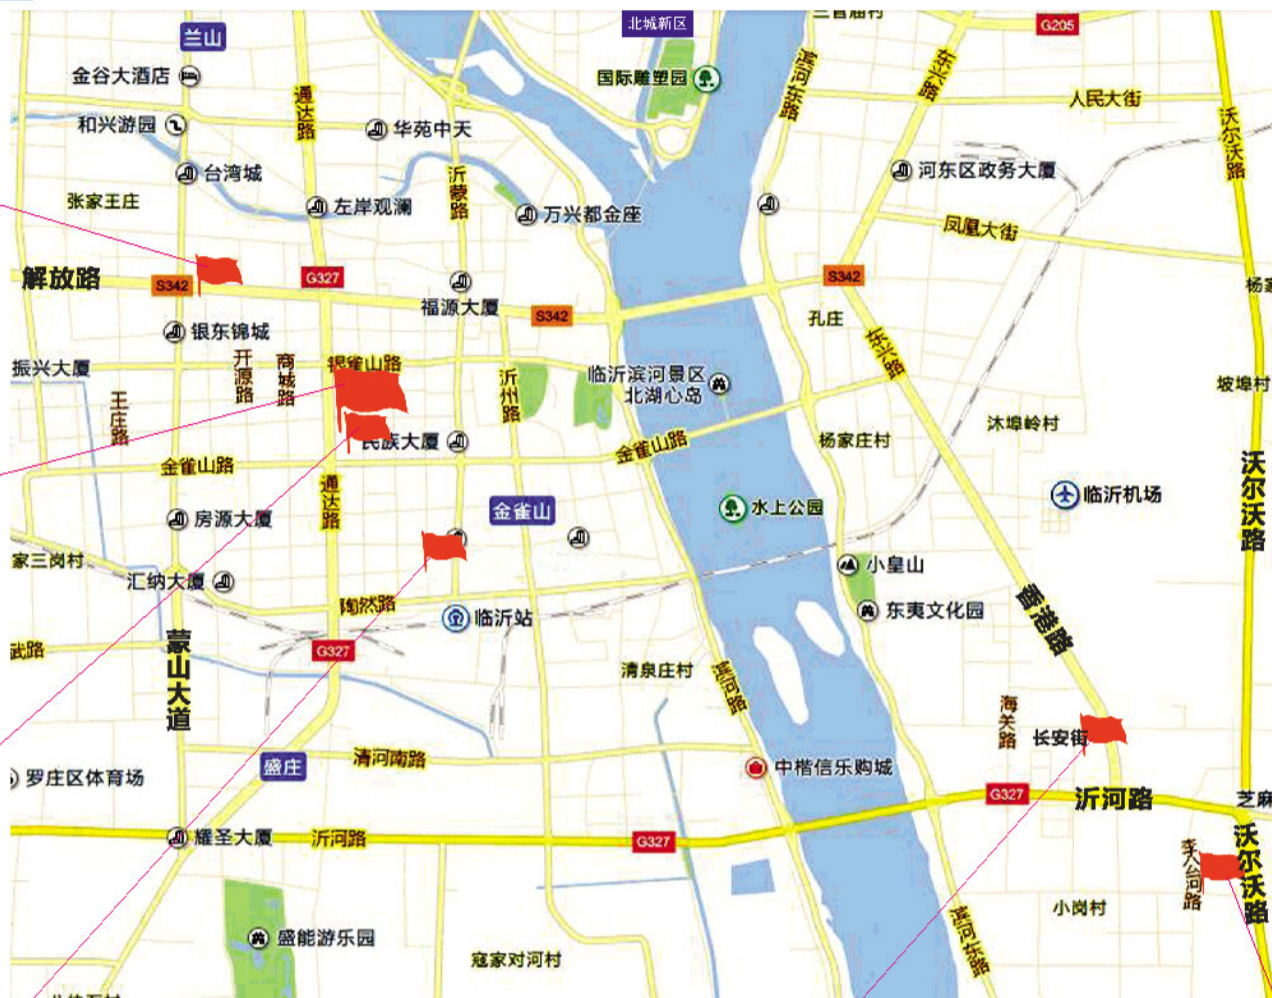 三官庙村
G205
北城新区
兰山
国际雕塑园
金谷大酒店
滨河东路
东兴路
人民大街
通达路
和兴游园
华苑中天
沃尔沃路
台湾城
沂蒙路
河东区政务大厦
张家王庄
左岸观澜
万兴都金座
凤凰大街
解放路
S342
G327
福源大厦
S342
S342
杨家
孔庄
银东锦城
东兴路
振兴大厦
开源路
商城路
银雀山路
沂州路
临沂滨河景区
北湖心岛
坡埠村
王庄路
沐埠岭村
民族大厦
金雀山路
杨家庄村
金雀山路
通达路
沃尔沃路
临沂机场
金雀山
水上公园
房源大厦
家三岗村
汇纳大厦
小皇山
陶然路
临沂站
东夷文化园
香港路
武路
蒙山大道
G327
清泉庄村
滨河路
海关路
长安街
清河南路
盛庄
罗庄区体育场
中楷信乐购城
G327
沂河路
芝麻
耀圣大厦
沂河路
G327
沃尔沃路
李公河路
小岗村
滨河东路
盛能游乐园
寇家对河村